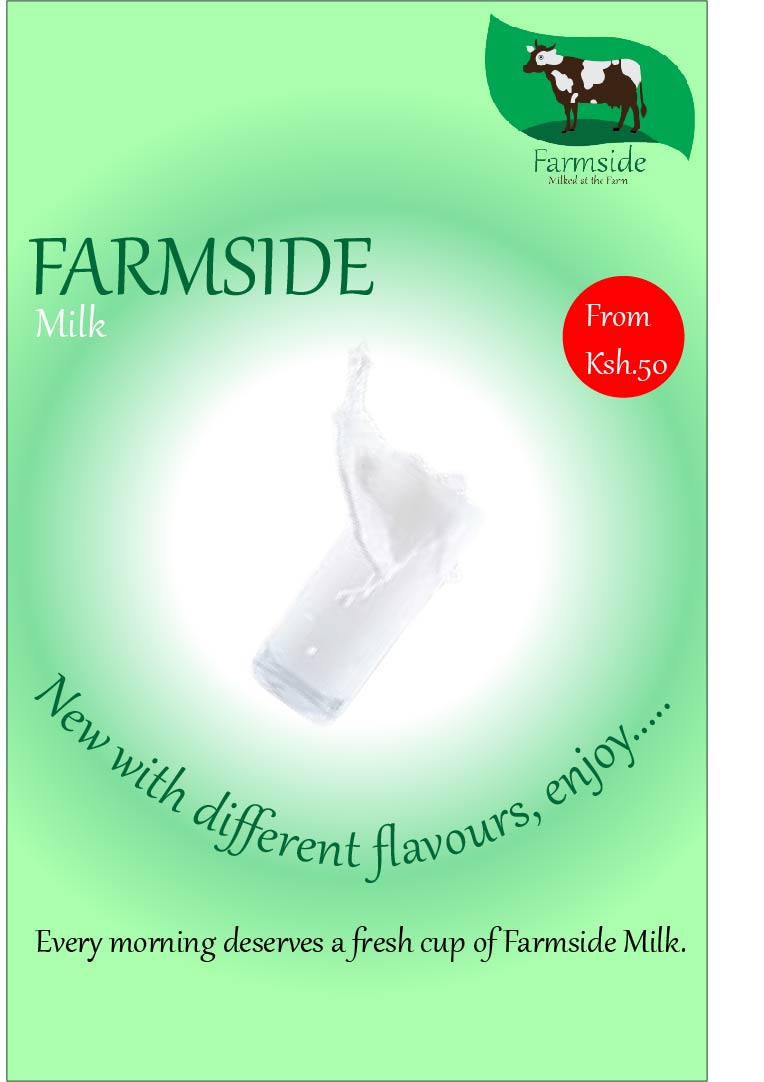 Farmside
Milked at the Farm
FARMSIDE
Milk
From
Ksh.50
New with different flavours, enjoy.....
Every morning deserves a fresh cup of Farmside Milk.